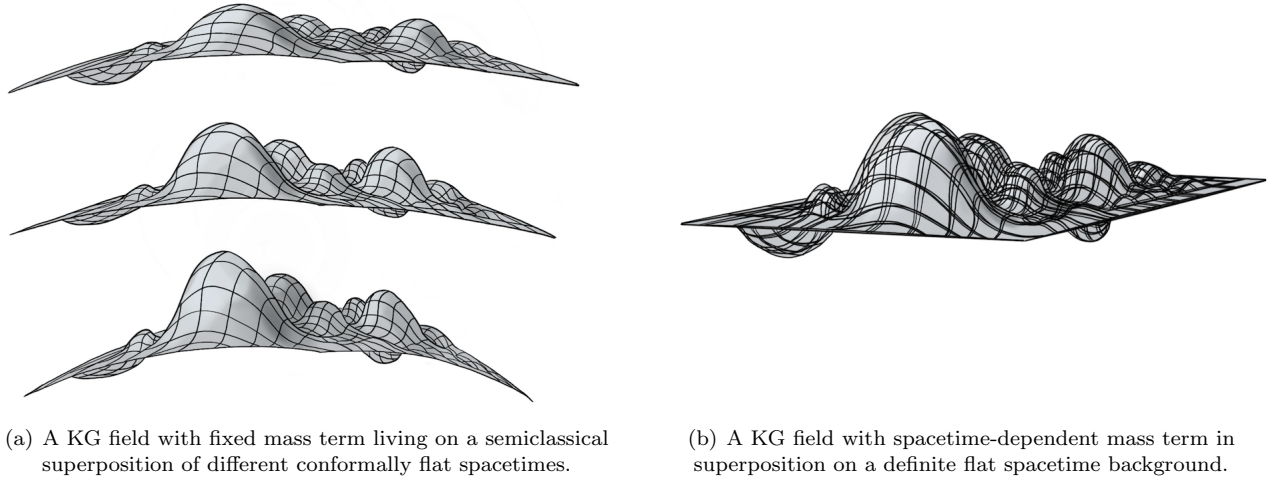 (a) A KG field with fixed mass term living on a semiclassical
superposition of different conformally flat spacetimes.
(b) A KG field with spacetime-dependent mass term in
superposition on a definite flat spacetime background.